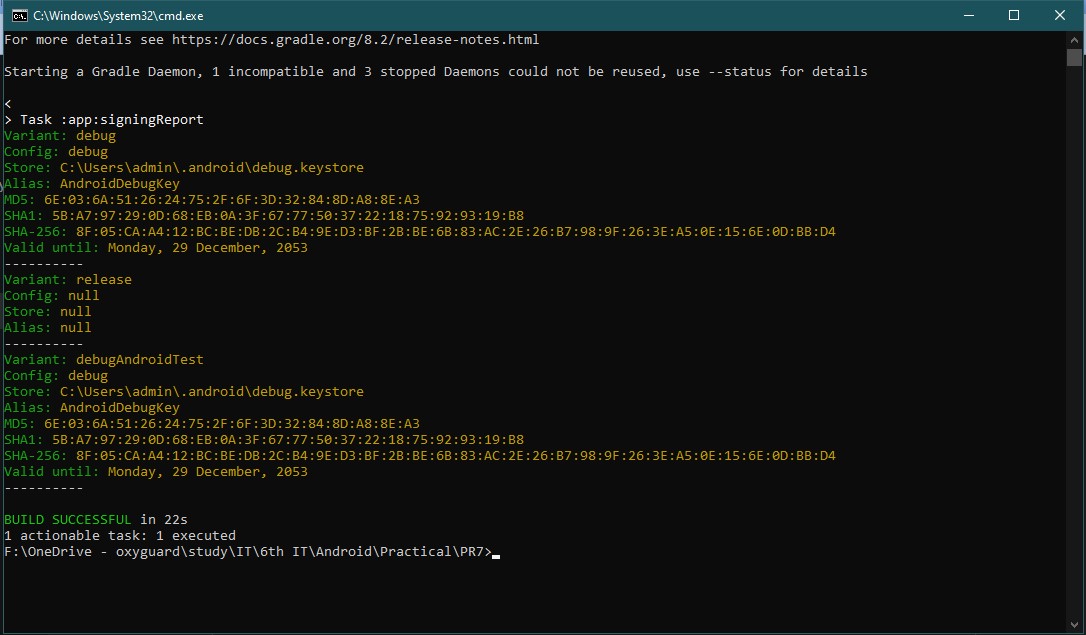 C:\Windows\System32\cmd.exe
For more details see https://docs.gradle.org/8.2/release-notes.html
Starting a Gradle Daemon, 1 incompatible and 3 stopped Daemons could not be reused, use --status for details
<
> Task :app:signingReport
Variant: debug
Config: debug
Store: C:\Users\admin\.android\debug.keystore
Alias: AndroidDebugKey
MD5: 6E:03:6A:51:26:24:75:2F:6F:3D:32:84:8D:A8:8E:A3
SHA1: 5B:A7:97:29:0D:68:EB:0A:3F:67:77:50:37:22:18:75:92:93:19:B8
SHA-256: 8F:05:CA:A4:12:BC:BE:DB:2C:B4:9E:D3:BF:2B:BE:6B:83:AC:2E:26:B7:98:9F:26:3E:A5:0E:15:6E:0D:BB:D4
Valid until: Monday, 29 December, 2053
----------
Variant: release
Config: null
Store: null
Alias: null
----------
Variant: debugAndroidTest
Config: debug
Store: C:\Users\admin\.android\debug.keystore
Alias: AndroidDebugKey
MD5: 6E:03:6A:51:26:24:75:2F:6F:3D:32:84:8D:A8:8E:A3
SHA1: 5B:A7:97:29:0D:68:EB:0A:3F:67:77:50:37:22:18:75:92:93:19:B8
SHA-256: 8F:05:CA:A4:12:BC:BE:DB:2C:B4:9E:D3:BF:2B:BE:6B:83:AC:2E:26:B7:98:9F:26:3E:A5:0E:15:6E:0D:BB:D4
Valid until: Monday, 29 December, 2053
----------
BUILD SUCCESSFUL in 22s
1 actionable task: 1 executed
F:\OneDrive - oxyguard\study\IT\6th IT\Android\Practical\PR7>